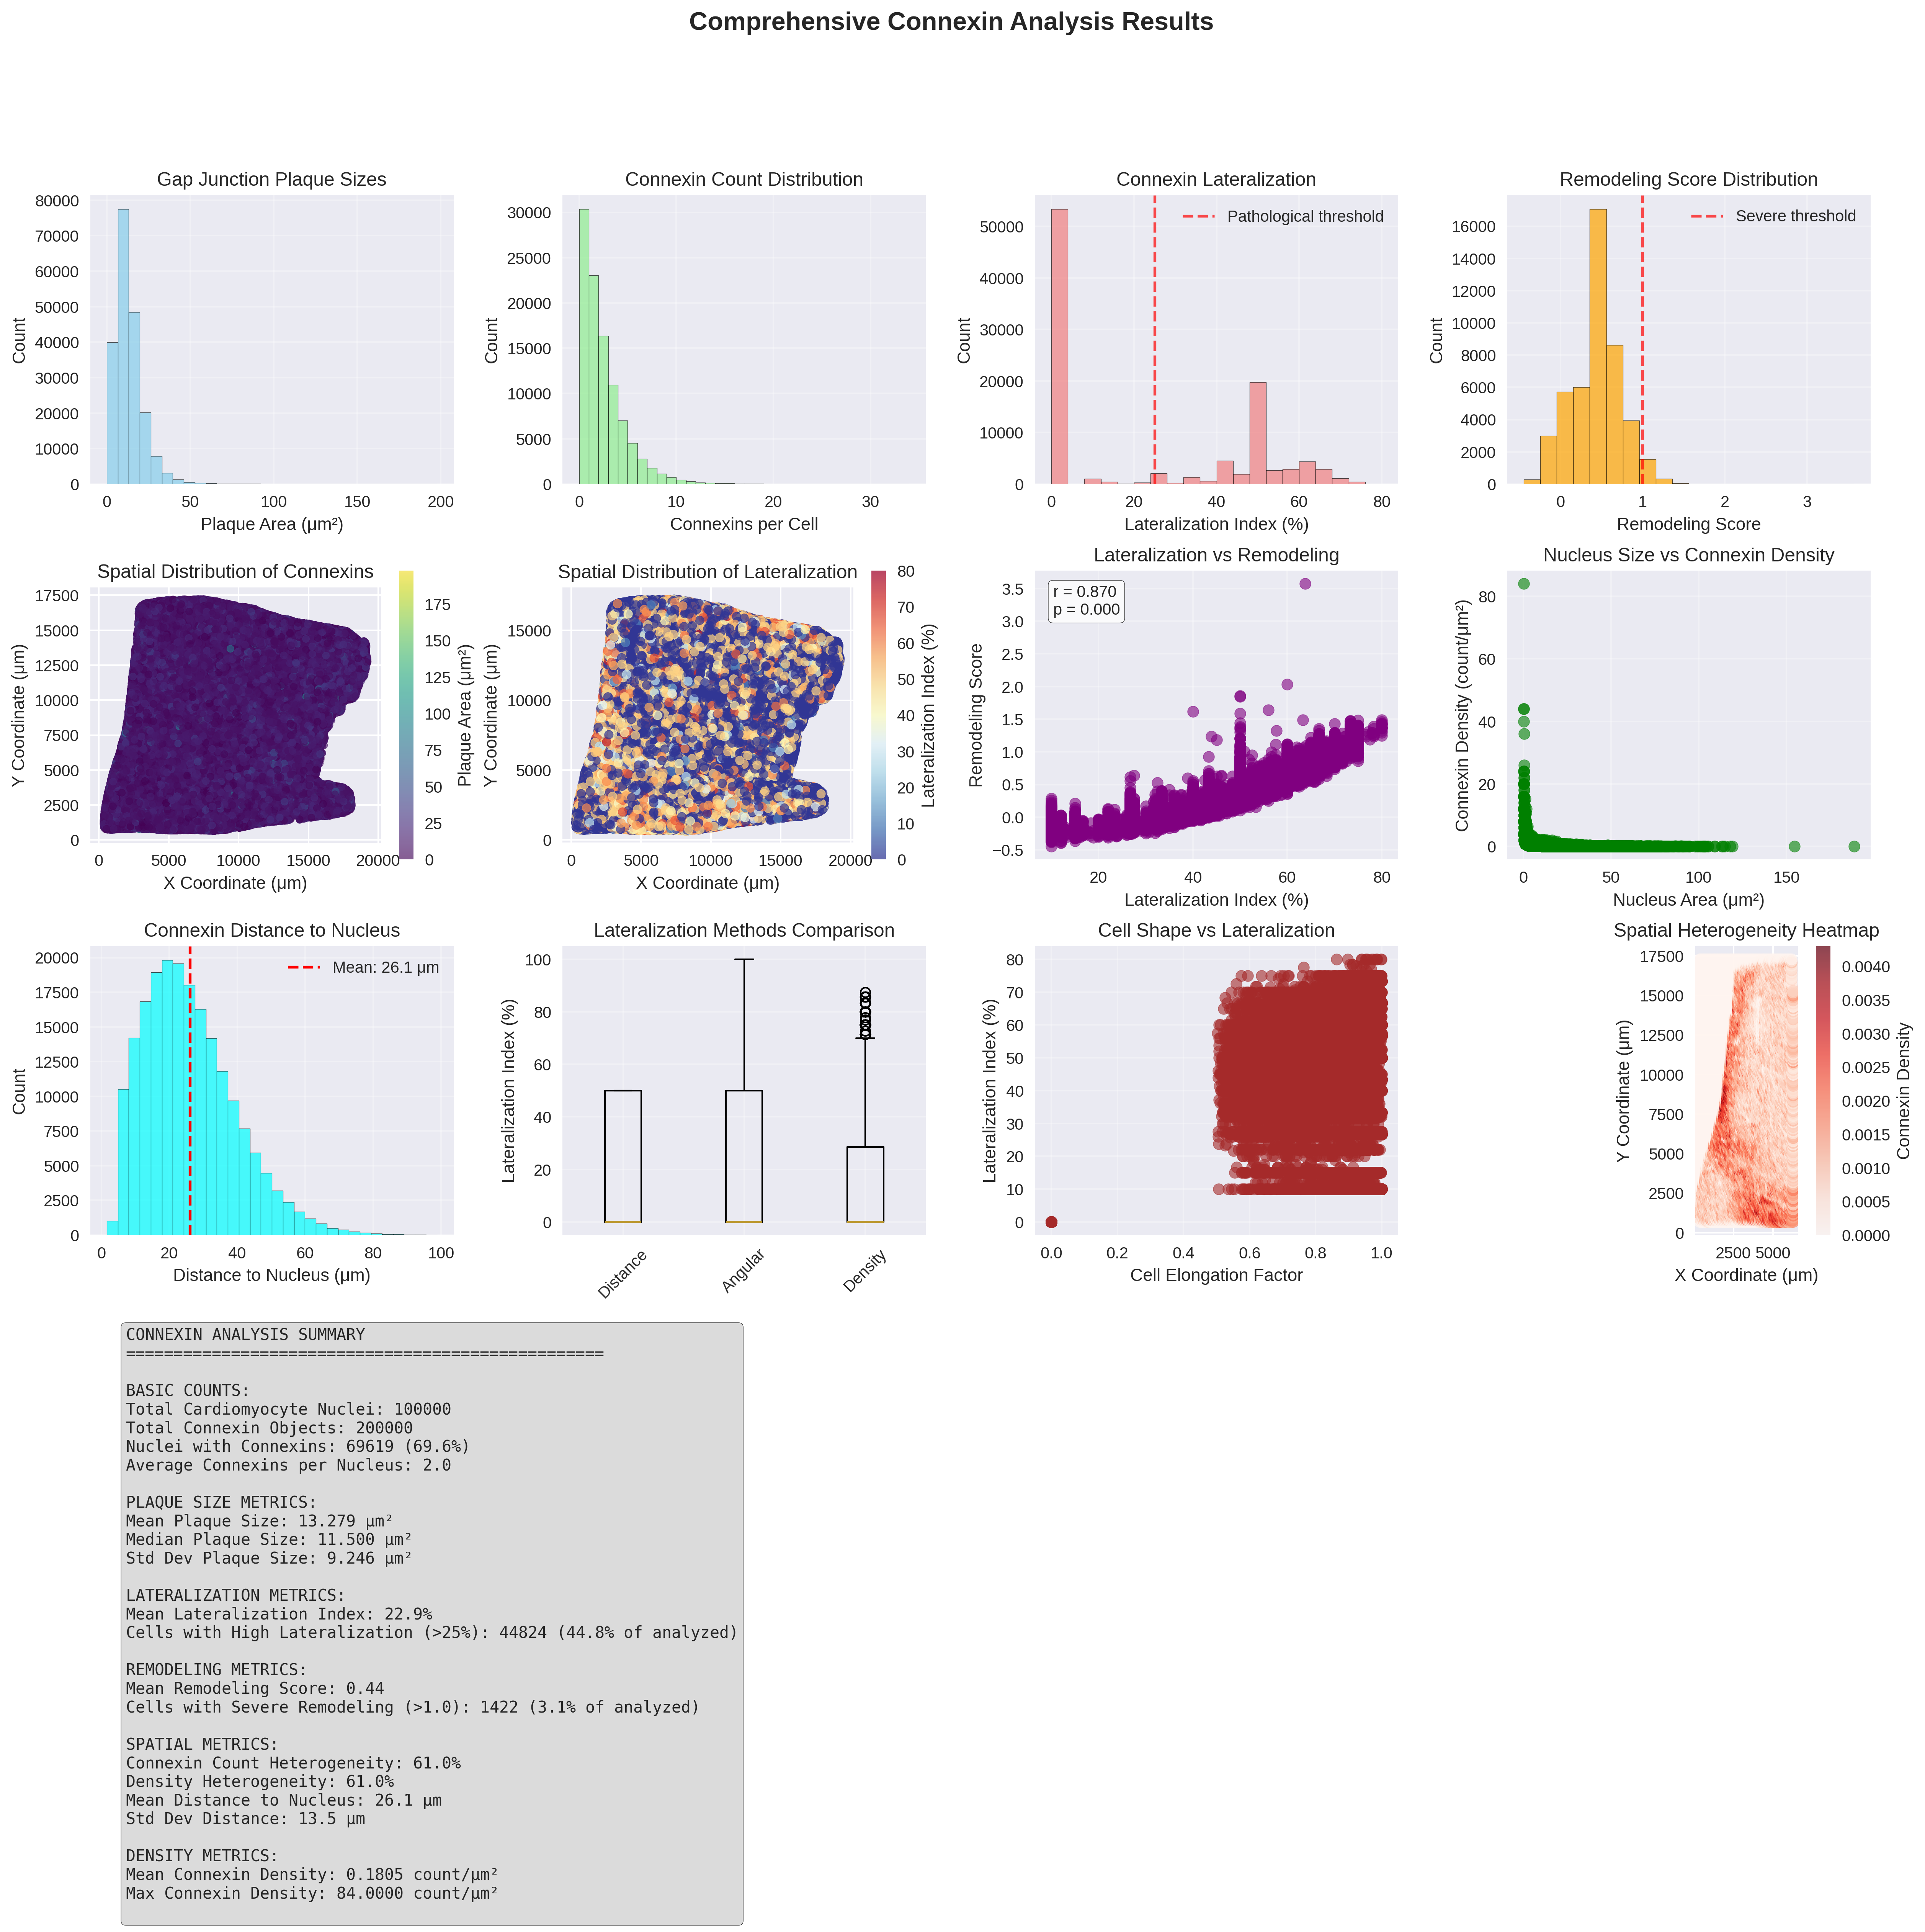 Comprehensive Connexin Analysis Results
Gap Junction Plaque Sizes
80000
70000
60000
50000
40000
30000
20000
10000
0
Count
0 50 100 150 200
Plaque Area (μm²)
Connexin Count Distribution
30000
25000
20000
15000
10000
5000
0
Count
0 10 20 30
Connexins per Cell
Connexin Lateralization
Pathological threshold
50000
40000
30000
20000
10000
0
Count
0 20 40 60 80
Lateralization Index (%)
Remodeling Score Distribution
Severe threshold
16000
14000
12000
10000
8000
6000
4000
2000
0
Count
0 1 2 3
Remodeling Score
Spatial Distribution of Connexins
17500
15000
12500
10000
7500
5000
2500
0
Y Coordinate (μm)
0 5000 10000 15000 20000
X Coordinate (μm)
175
150
125
100
75
50
25
0
Plaque Area (μm²)
Spatial Distribution of Lateralization
15000
10000
5000
0
Y Coordinate (μm)
0 5000 10000 15000 20000
X Coordinate (μm)
80
70
60
50
40
30
20
10
0
Lateralization Index (%)
Lateralization vs Remodeling
r = 0.870
p = 0.000
3.5
3.0
2.5
2.0
1.5
1.0
0.5
0.0
−0.5
Remodeling Score
20 40 60 80
Lateralization Index (%)
Nucleus Size vs Connexin Density
80
60
40
20
0
Connexin Density (count/μm²)
0 50 100 150
Nucleus Area (μm²)
Connexin Distance to Nucleus
Mean: 26.1 μm
20000
17500
15000
12500
10000
7500
5000
2500
0
Count
0 20 40 60 80 100
Distance to Nucleus (μm)
Lateralization Methods Comparison
100
80
60
40
20
0
Lateralization Index (%)
Distance
Angular
Density
Cell Shape vs Lateralization
80
70
60
50
40
30
20
10
0
Lateralization Index (%)
0.0 0.2 0.4 0.6 0.8 1.0
Cell Elongation Factor
Spatial Heterogeneity Heatmap
17500
15000
12500
10000
7500
5000
2500
0
Y Coordinate (μm)
2500 5000
X Coordinate (μm)
0.0040
0.0035
0.0030
0.0025
0.0020
0.0015
0.0010
0.0005
0.0000
Connexin Density
CONNEXIN ANALYSIS SUMMARY
==================================================
BASIC COUNTS:
Total Cardiomyocyte Nuclei: 100000
Total Connexin Objects: 200000
Nuclei with Connexins: 69619 (69.6%)
Average Connexins per Nucleus: 2.0
PLAQUE SIZE METRICS:
Mean Plaque Size: 13.279 μm²
Median Plaque Size: 11.500 μm²
Std Dev Plaque Size: 9.246 μm²
LATERALIZATION METRICS:
Mean Lateralization Index: 22.9%
Cells with High Lateralization (>25%): 44824 (44.8% of analyzed)
REMODELING METRICS:
Mean Remodeling Score: 0.44
Cells with Severe Remodeling (>1.0): 1422 (3.1% of analyzed)
SPATIAL METRICS:
Connexin Count Heterogeneity: 61.0%
Density Heterogeneity: 61.0%
Mean Distance to Nucleus: 26.1 μm
Std Dev Distance: 13.5 μm
DENSITY METRICS:
Mean Connexin Density: 0.1805 count/μm²
Max Connexin Density: 84.0000 count/μm²